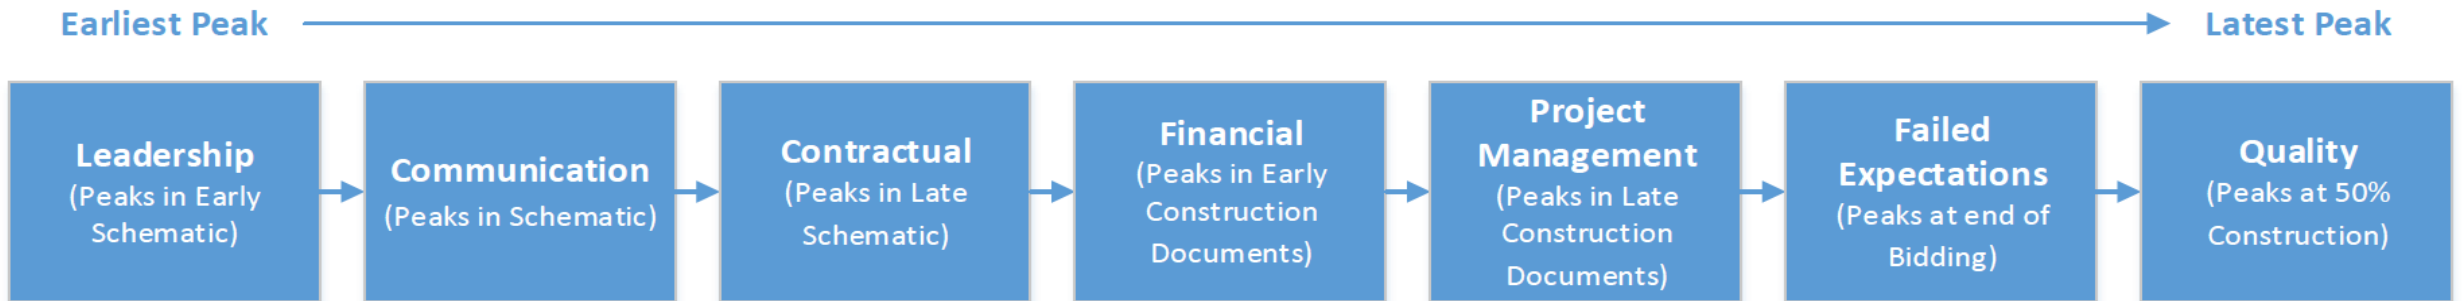 Earliest Peak
Latest Peak
Leadership
(Peaks in Early
Schematic)
Communication
(Peaks in Schematic)
Contractual
(Peaks in Late
Schematic)
Financial
(Peaks in Early
Construction
Documents)
Project
Management
(Peaks in Late
Construction
Documents)
Failed
Expectations
(Peaks at end of
Bidding)
Quality
(Peaks at 50%
Construction)